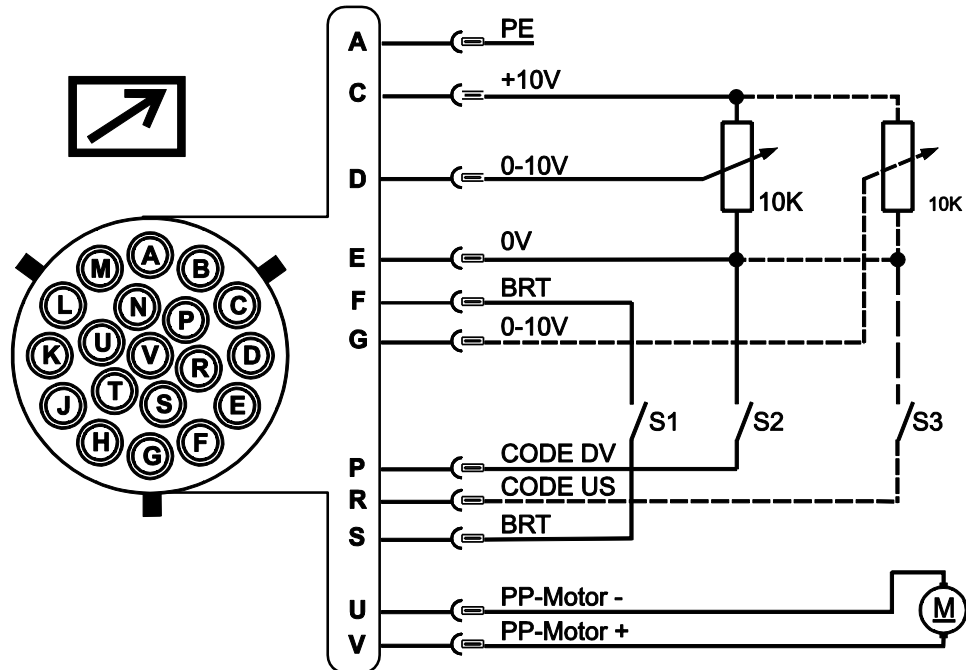 A PE
C +10V
D 0-10V 10K 10K
E 0V
F BRT
G 0-10V
S1 S2 S3
P CODE DV
R CODE US
S BRT
U PP-Motor -
V PP-Motor +
M
A
M B
L N P C
K U V R D
J T S E
H G F